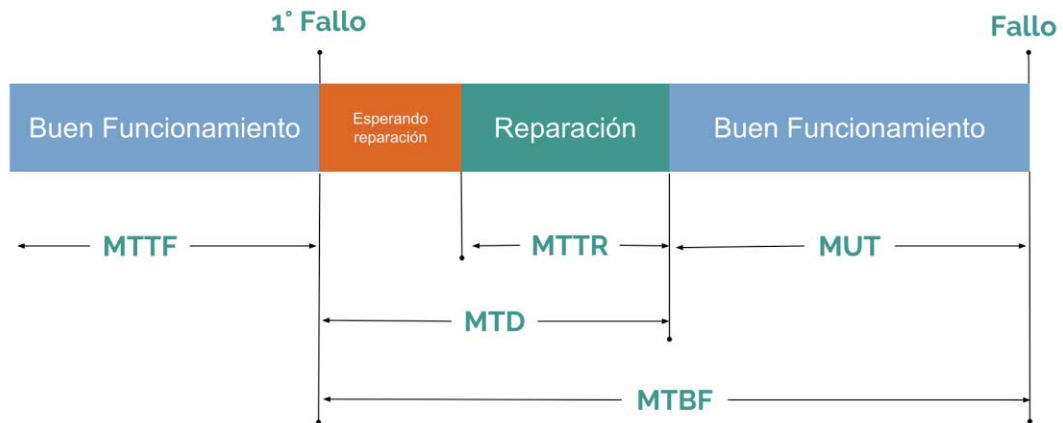 1° Fallo
Fallo
Buen Funcionamiento
Esperando
reparación
Reparación
Buen Funcionamiento
MTTF
MTTR
MUT
MTD
MTBF